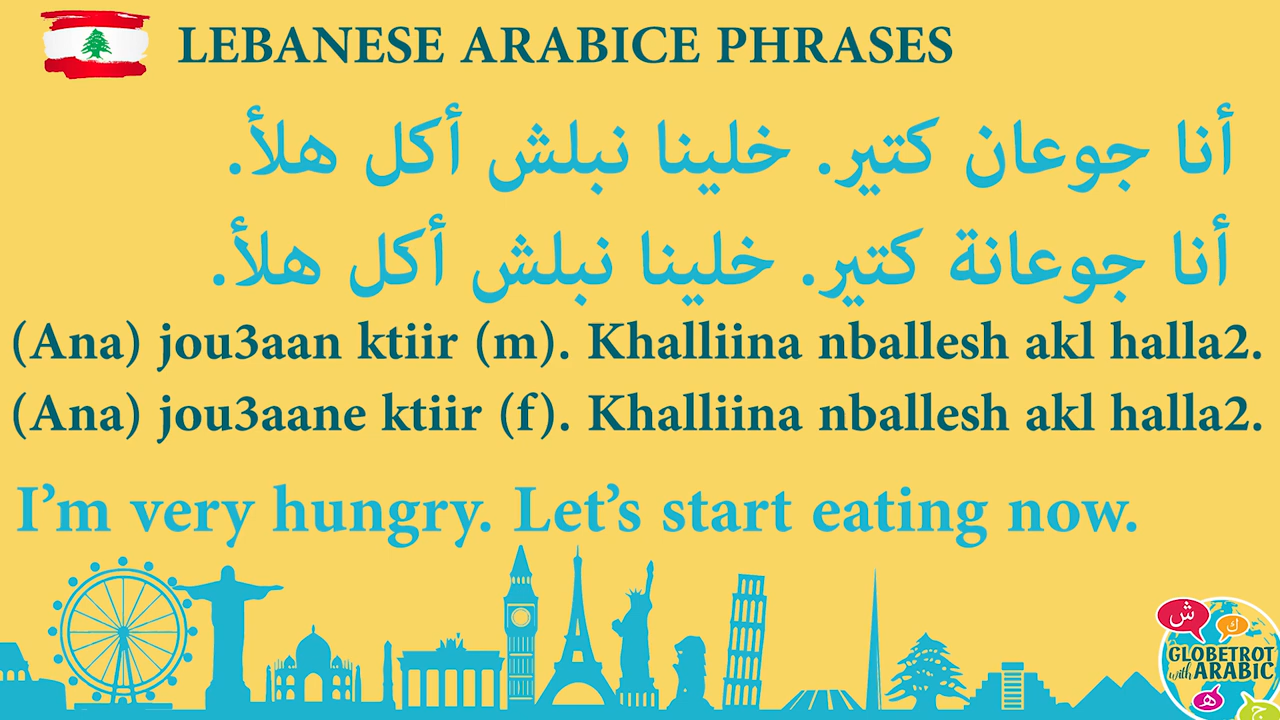 LEBANESE ARABICE PHRASES
أنا جوعان كتير. خلينا نبلش أكل هلأ.
أنا جوعانة كتير. خلينا نبلش أكل هلأ.
(Ana) jou3aan ktiir (m). Khalliina nballesh akl halla2.
(Ana) jou3aane ktiir (f). Khalliina nballesh akl halla2.
I’m very hungry. Let’s start eating now.
ش
ك
GLOBETROT
with ARABIC
ه
ج